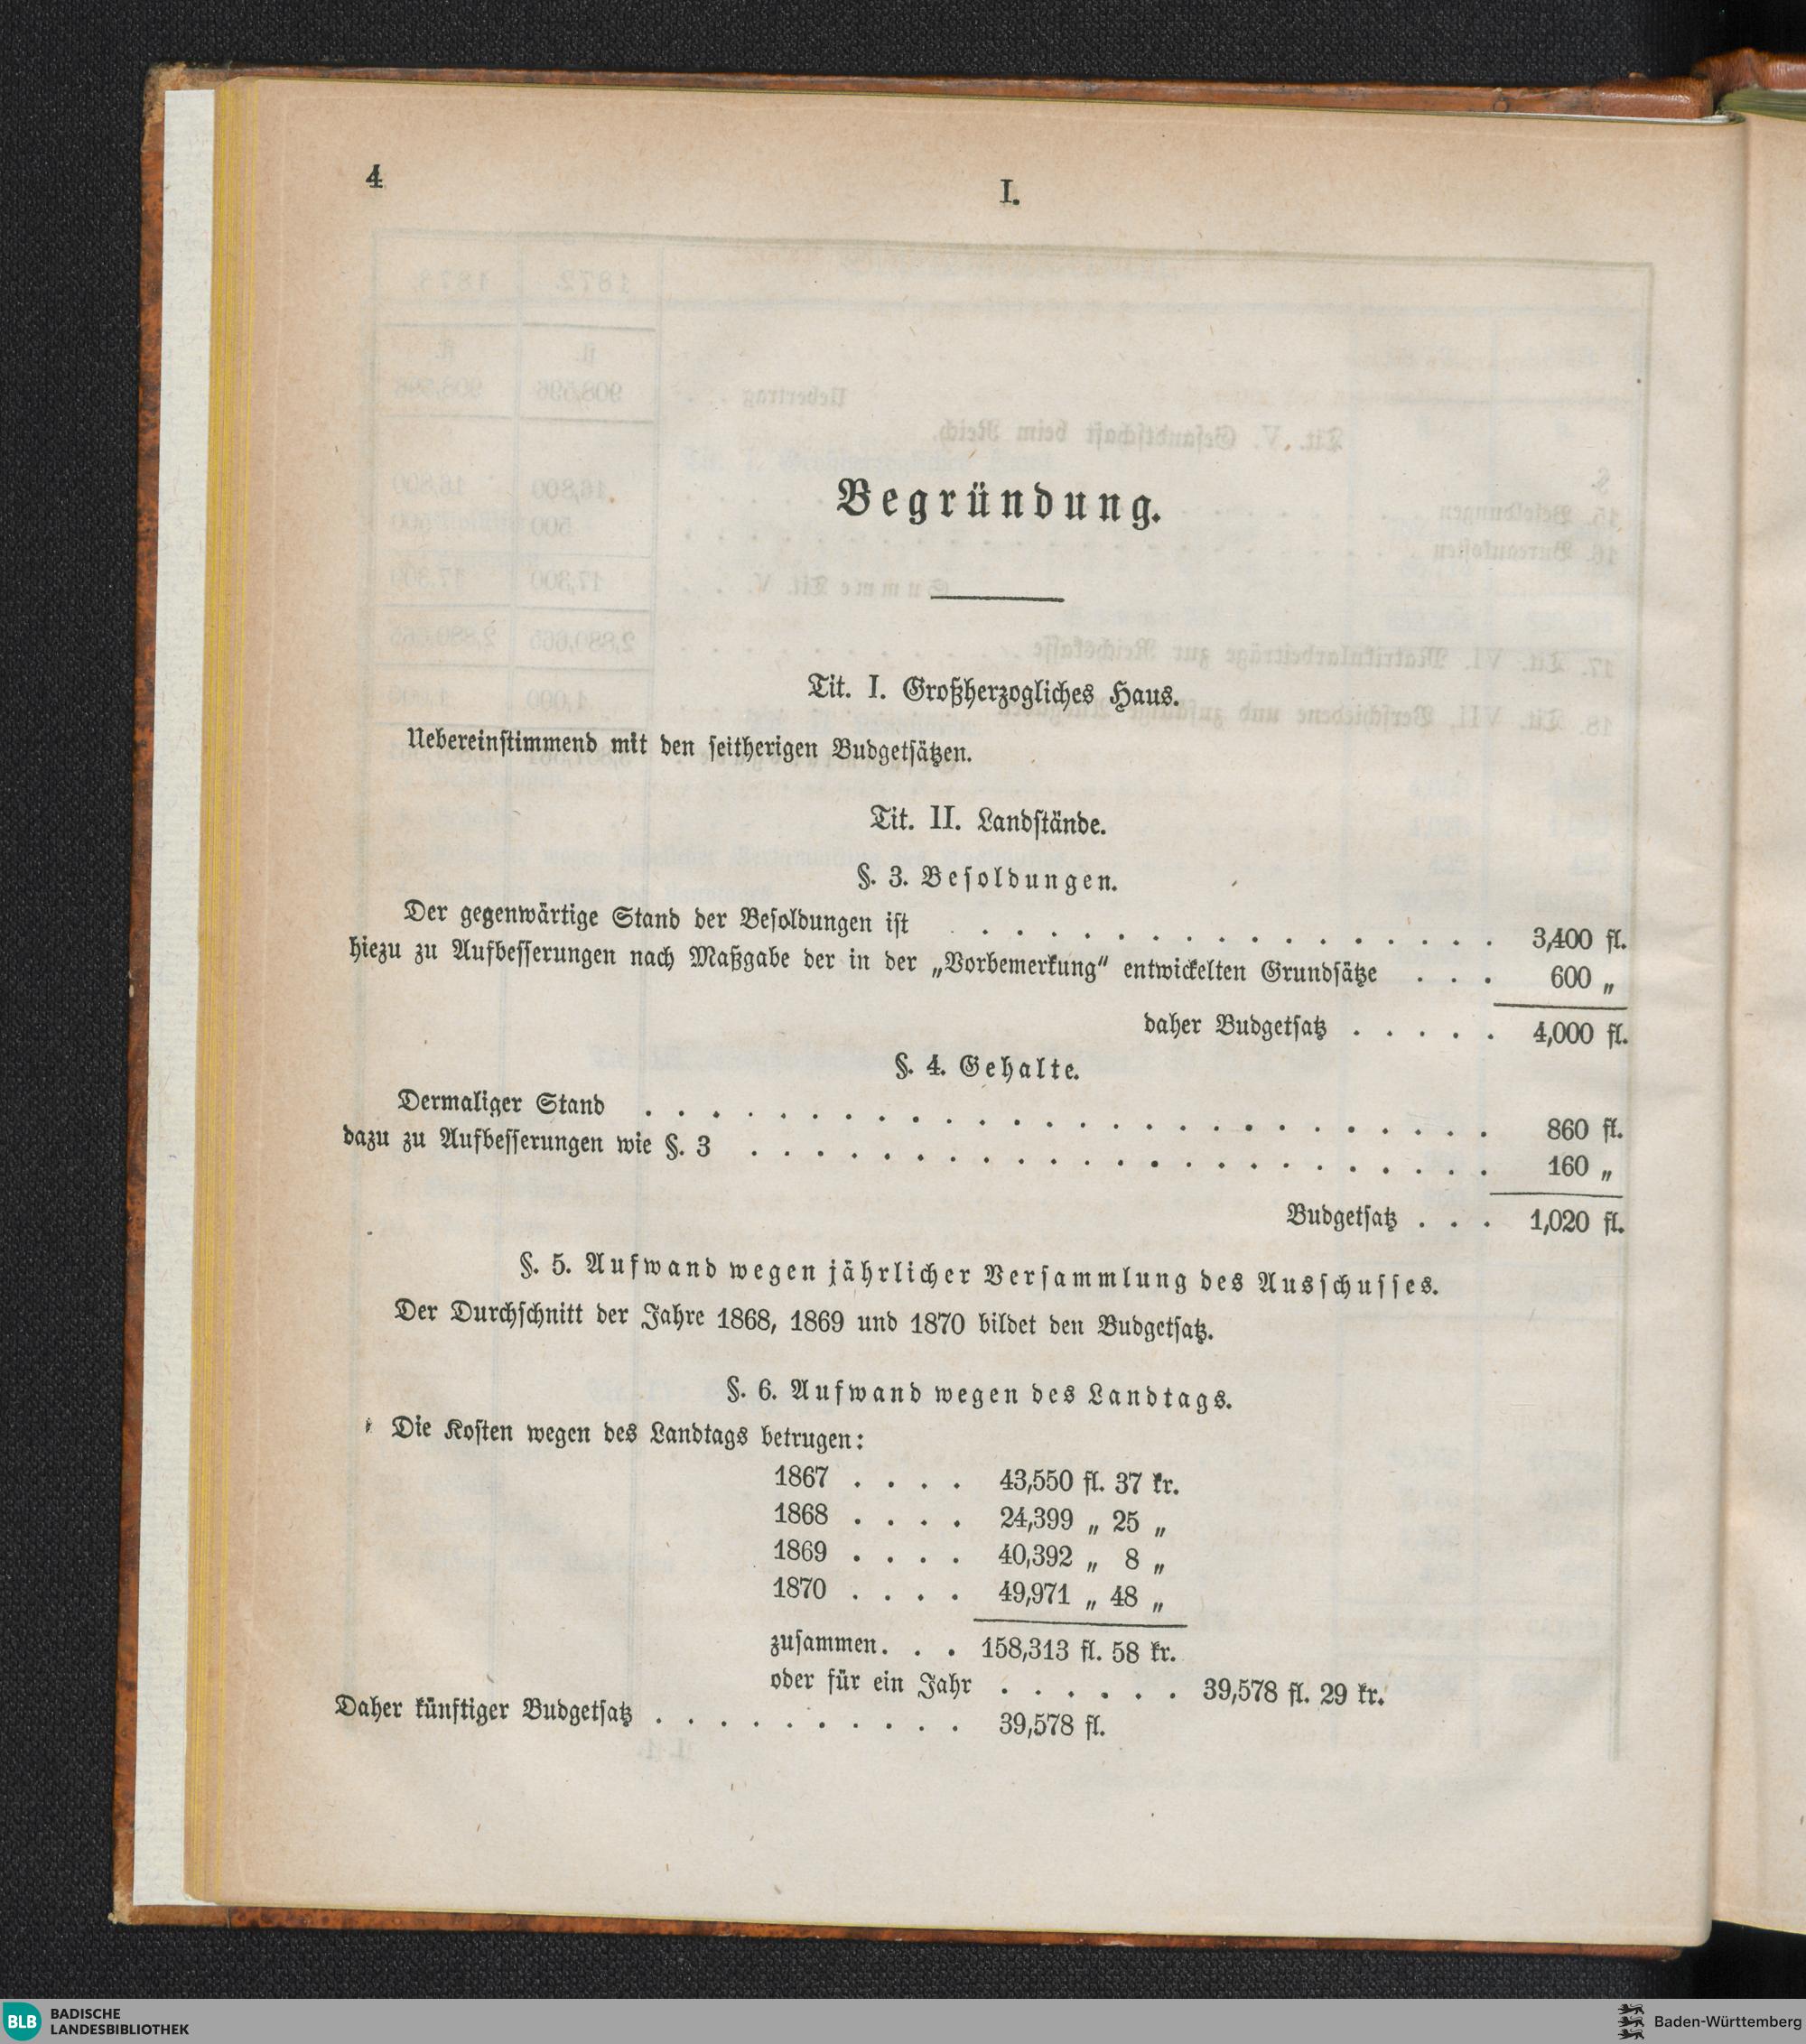 4
I.
Begründung.
Tit. I. Großherzogliches Haus.
Uebereinstimmend mit den seitherigen Budgetsätzen.
Tit. II. Landstände.
§. 3. Besoldungen.
Der gegenwärtige Stand der Besoldungen ist . . . . . . . . . . . . . . . . . 3,400 fl.
hiezu zu Aufbesserungen nach Maßgabe der in der „Vorbemerkung“ entwickelten Grundsätze . . . 600 „
daher Budgetsatz . . . . . 4,000 fl.
§. 4. Gehalte.
Dermaliger Stand . . . . . . . . . . . . . . . . . . . . . . . . . . 860 fl.
dazu zu Aufbesserungen wie §. 3 . . . . . . . . . . . . . . . . . . . . . . . 160 „
Budgetsatz . . . 1,020 fl.
§. 5. Aufwand wegen jährlicher Versammlung des Ausschusses.
Der Durchschnitt der Jahre 1868, 1869 und 1870 bildet den Budgetsatz.
§. 6. Aufwand wegen des Landtags.
Die Kosten wegen des Landtags betrugen:
1867 . . . . 43,550 fl. 37 kr.
1868 . . . . 24,399 „ 25 „
1869 . . . . 40,392 „ 8 „
1870 . . . . 49,971 „ 48 „
zusammen. . . 158,313 fl. 58 kr.
oder für ein Jahr . . . . . . 39,578 fl. 29 kr.
Daher künftiger Budgetsatz . . . . . . . . . . 39,578 fl.
BLB BADISCHE
LANDESBIBLIOTHEK
Baden-Württemberg